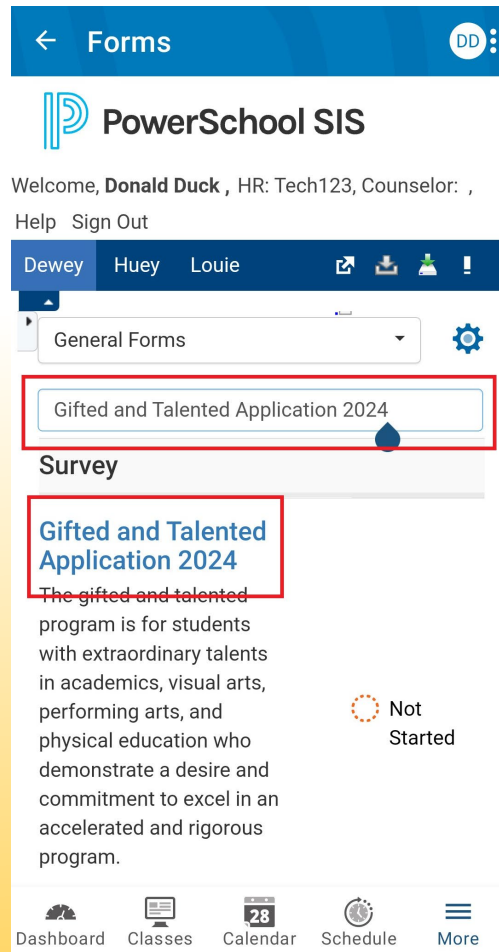 ← Forms DD
PowerSchool SIS
Welcome, Donald Duck , HR: Tech123, Counselor: ,
Help Sign Out
Dewey Huey Louie
General Forms
Gifted and Talented Application 2024
Survey
Gifted and Talented
Application 2024
The gifted and talented
program is for students
with extraordinary talents
in academics, visual arts,
performing arts, and
physical education who
demonstrate a desire and
commitment to excel in an
accelerated and rigorous
program.
Not
Started
28
Dashboard Classes Calendar Schedule More